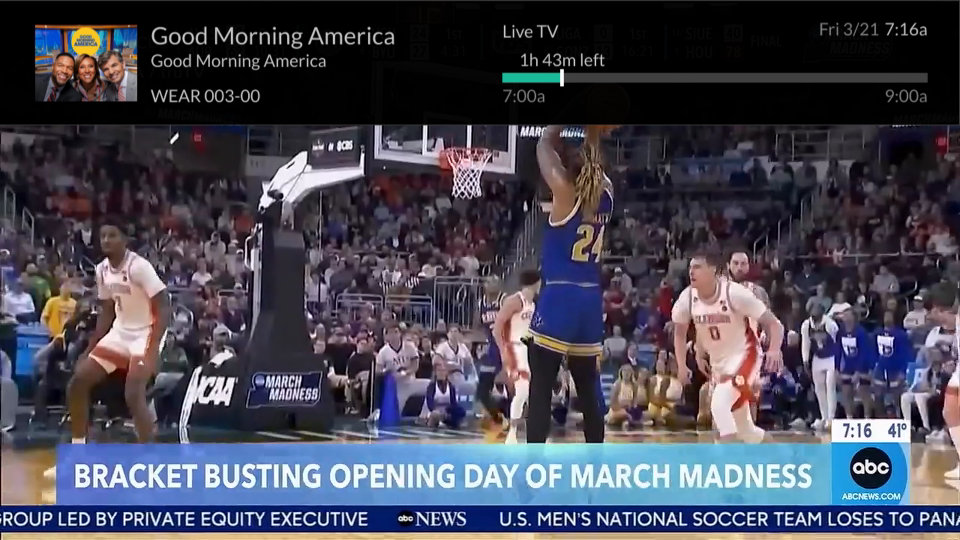 Good Morning America
Good Morning America
WEAR 003-00
Live TV
1h 43m left
7:00a
9:00a
Fri 3/21 7:16a
24
0
NCAA
MARCH
MADNESS
7:16 41°
BRACKET BUSTING OPENING DAY OF MARCH MADNESS
abc
ABCNEWS.COM
GROUP LED BY PRIVATE EQUITY EXECUTIVE abc NEWS U.S. MEN'S NATIONAL SOCCER TEAM LOSES TO PANA